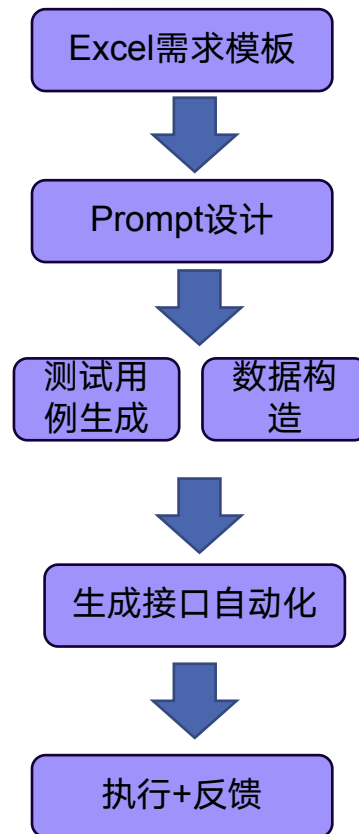 Excel需求模板
Prompt设计
测试用
例生成
数据构
造
生成接口自动化
执行+反馈